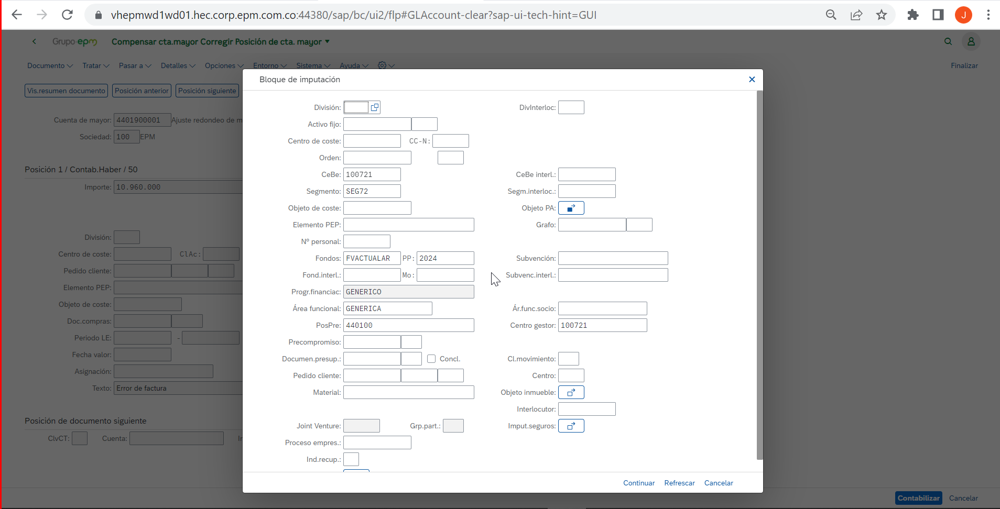 vhepmwd1wd01.hec.corp.epm.com.co:44380/sap/bc/ui2/flp#GLAccount-clear?sap-ui-tech-hint=GUI
J
Grupo·epm
Compensar cta.mayor Corregir Posición de cta. mayor
Documento Tratar Pasar a Detalles Opciones Entorno Sistema Ayuda
Finalizar
Vis.resumen documento Posición anterior Posición siguiente
Cuenta de mayor: 4401900001 Ajuste redondeo de m
Sociedad: 100 EPM
Posición 1 / Contab.Haber / 50
Importe: 10.960.000
División:
Centro de coste: ClAc:
Pedido cliente:
Elemento PEP:
Objeto de coste:
Doc.compras:
Periodo LE: -
Fecha valor:
Asignación:
Texto: Error de factura
Posición de documento siguiente
ClvCT: Cuenta:
Bloque de imputación
División: DivInterloc:
Activo fijo:
Centro de coste: CC-N:
Orden:
CeBe: 100721 CeBe interl.:
Segmento: SEG72 Segm.interloc.:
Objeto de coste: Objeto PA:
Elemento PEP: Grafo:
Nº personal:
Fondos: FVACTUALAR PP: 2024 Subvención:
Fond.interl.: Mo: Subvenc.interl.:
Progr.financiac: GENERICO
Área funcional: GENERICA Ár.func.socio:
PosPre: 440100 Centro gestor: 100721
Precompromiso:
Documen.presup.: Concl. Cl.movimiento:
Pedido cliente: Centro:
Material: Objeto inmueble:
Interlocutor:
Joint Venture: Grp.part.: Imput.seguros:
Proceso empres.:
Ind.recup.:
Continuar Refrescar Cancelar
Contabilizar Cancelar